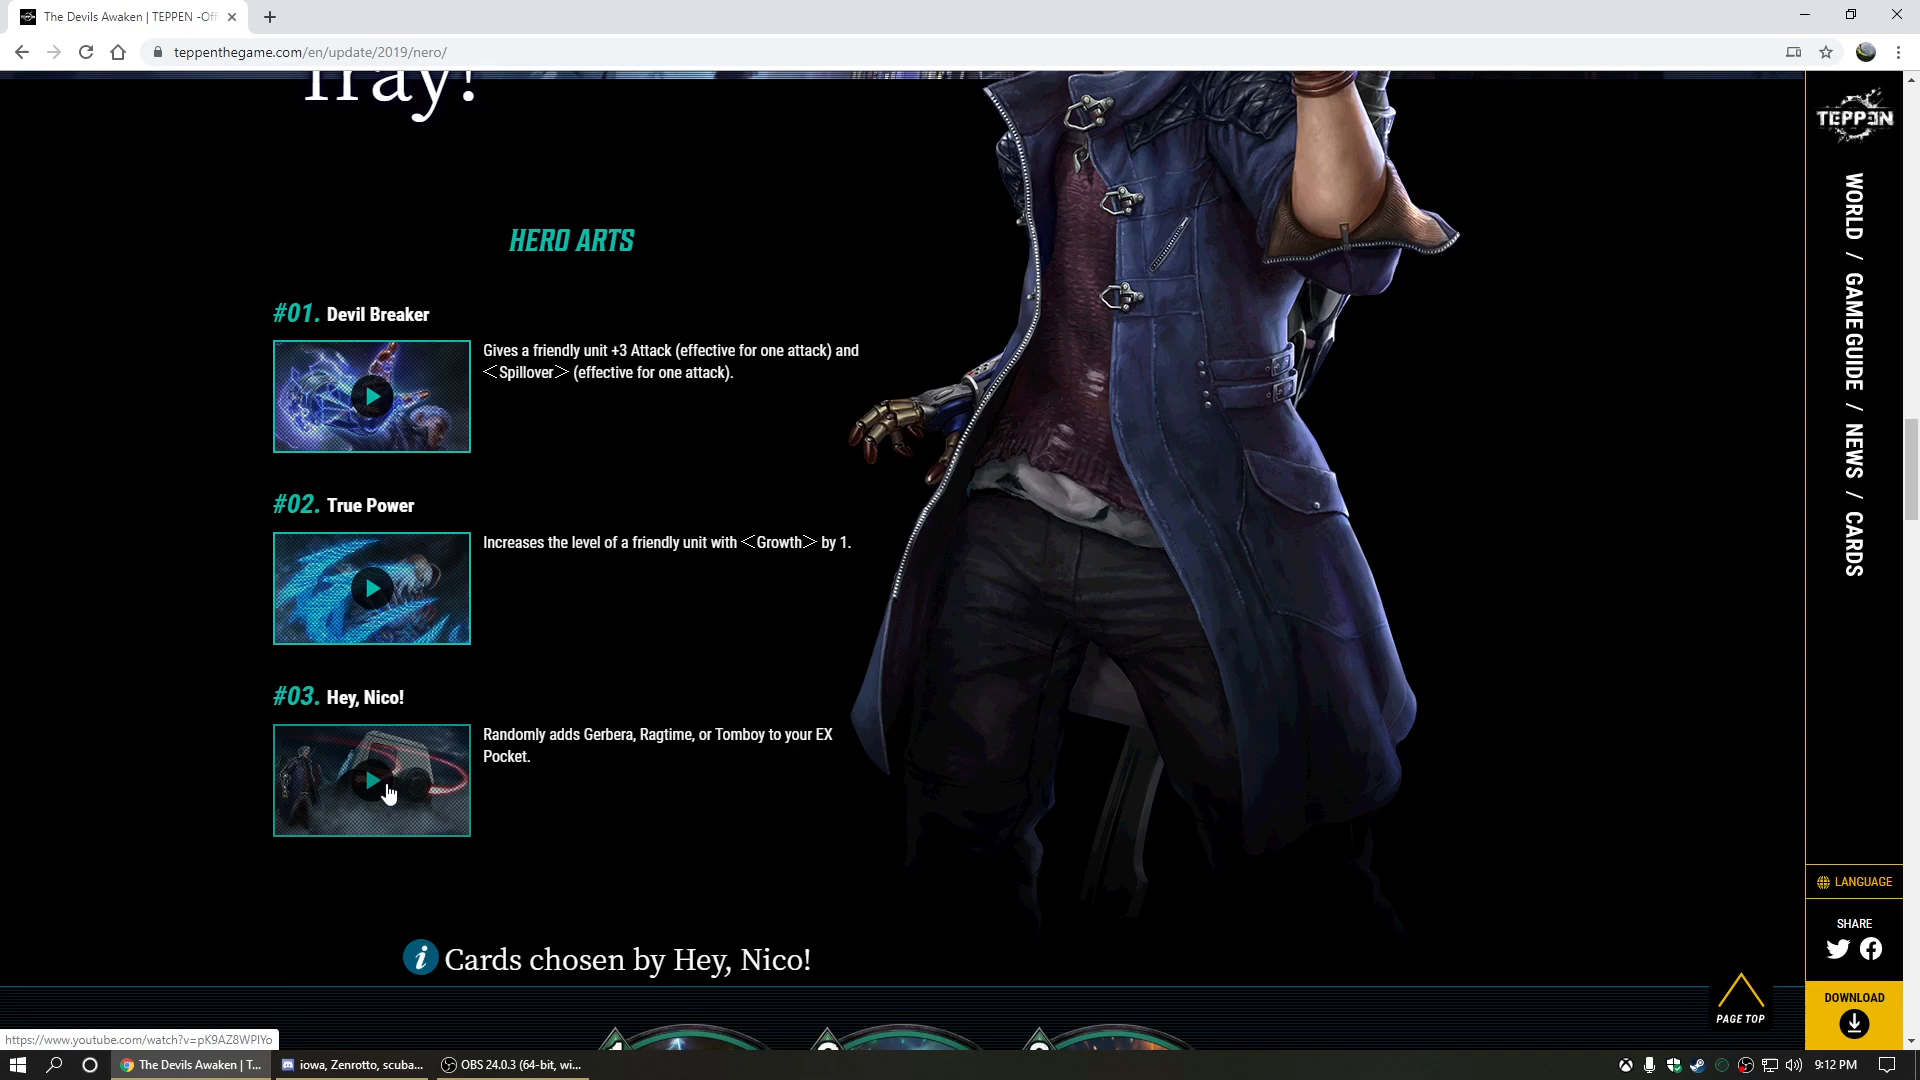 The Devils Awaken | TEPPEN -Off
teppenthegame.com/en/update/2019/nero/
fray!
TEPPEN
WORLD / GAME GUIDE / NEWS / CARDS
HERO ARTS
#01. Devil Breaker
Gives a friendly unit +3 Attack (effective for one attack) and
<Spillover> (effective for one attack).
#02. True Power
Increases the level of a friendly unit with <Growth> by 1.
#03. Hey, Nico!
Randomly adds Gerbera, Ragtime, or Tomboy to your EX
Pocket.
LANGUAGE
SHARE
i Cards chosen by Hey, Nico!
DOWNLOAD
PAGE TOP
https://www.youtube.com/watch?v=pK9AZ8WPlYo
The Devils Awaken | T...
iowa, Zenrotto, scuba...
OBS 24.0.3 (64-bit, wi...
9:12 PM